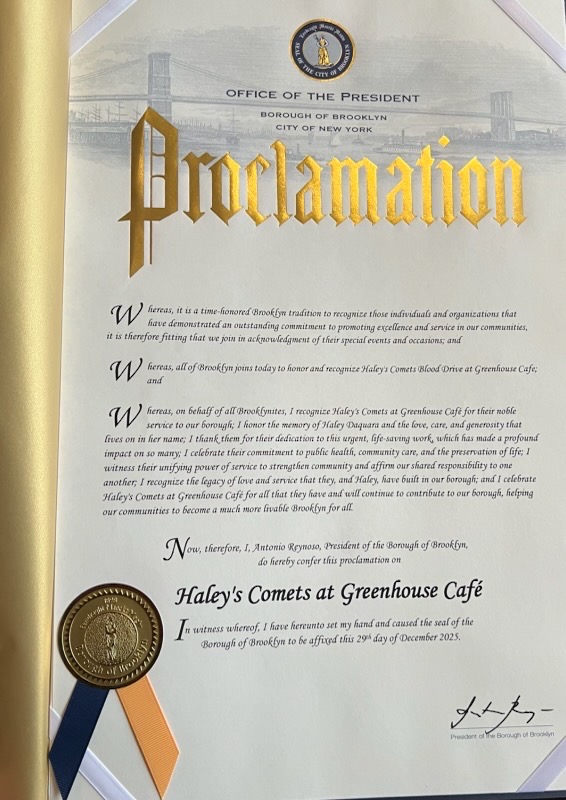 Eendraght Maeckt Maght
SEAL OF THE CITY OF BROOKLYN
OFFICE OF THE PRESIDENT
BOROUGH OF BROOKLYN
CITY OF NEW YORK
Proclamation
Whereas, it is a time-honored Brooklyn tradition to recognize those individuals and organizations that
have demonstrated an outstanding commitment to promoting excellence and service in our communities,
it is therefore fitting that we join in acknowledgment of their special events and occasions; and
Whereas, all of Brooklyn joins today to honor and recognize Haley's Comets Blood Drive at Greenhouse Cafe;
and
Whereas, on behalf of all Brooklynites, I recognize Haley's Comets at Greenhouse Café for their noble
service to our borough; I honor the memory of Haley Daquara and the love, care, and generosity that
lives on in her name; I thank them for their dedication to this urgent, life-saving work, which has made a profound
impact on so many; I celebrate their commitment to public health, community care, and the preservation of life; I
witness their unifying power of service to strengthen community and affirm our shared responsibility to one
another; I recognize the legacy of love and service that they, and Haley, have built in our borough; and I celebrate
Haley's Comets at Greenhouse Café for all that they have and will continue to contribute to our borough, helping
our communities to become a much more livable Brooklyn for all.
Now, therefore, I, Antonio Reynoso, President of the Borough of Brooklyn,
do hereby confer this proclamation on
Haley's Comets at Greenhouse Café
In witness whereof, I have hereunto set my hand and caused the seal of the
Borough of Brooklyn to be affixed this 29th day of December 2025.
Borough of Brooklyn
President of the Borough of Brooklyn